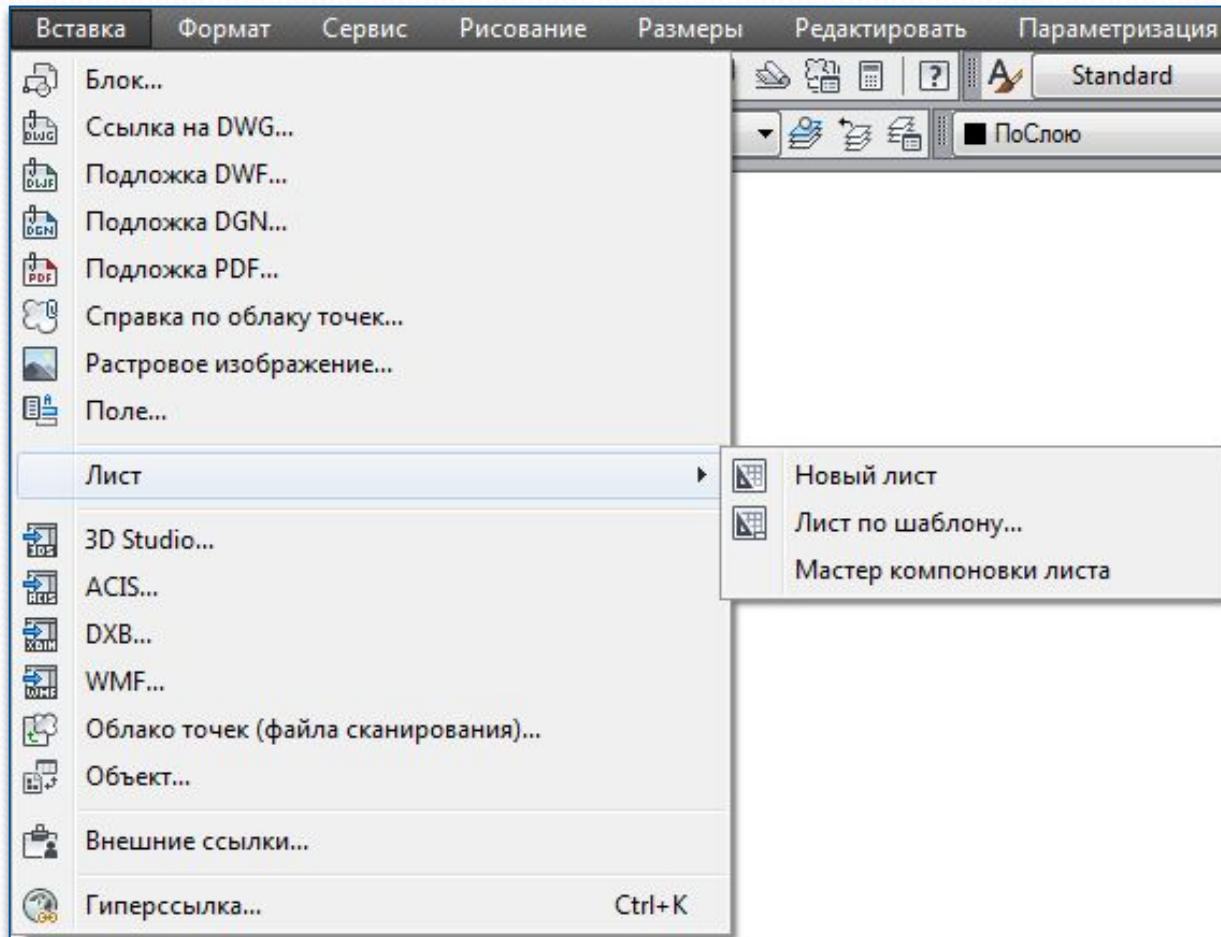 Вставка Формат Сервис Рисование Размеры Редактировать Параметризация
Standard
ПоСлою
Блок...
Ссылка на DWG...
Подложка DWF...
Подложка DGN...
Подложка PDF...
Справка по облаку точек...
Растровое изображение...
Поле...
Лист
Новый лист
Лист по шаблону...
Мастер компоновки листа
3D Studio...
ACIS...
DXB...
WMF...
Облако точек (файла сканирования)...
Объект...
Внешние ссылки...
Гиперссылка... Ctrl+K